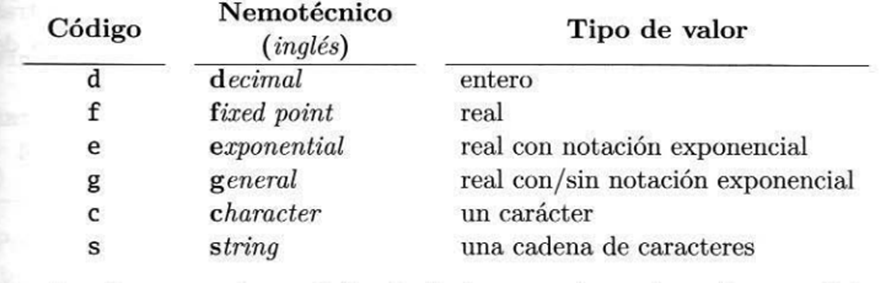 Código Nemotécnico (inglés) Tipo de valor
d decimal entero
f fixed point real
e exponential real con notación exponencial
g general real con/sin notación exponencial
c character un carácter
s string una cadena de caracteres